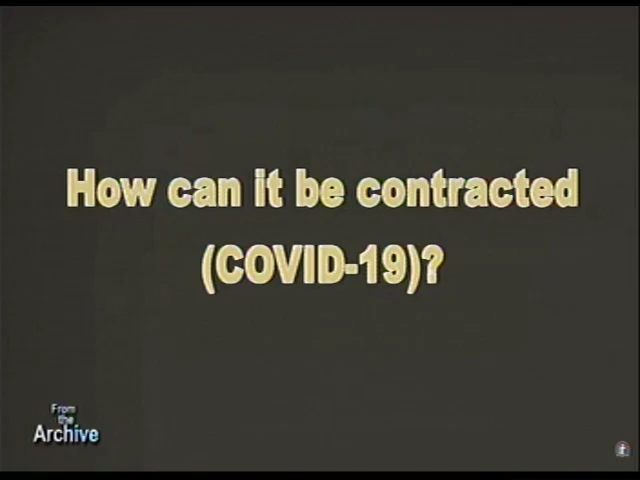 How can it be contracted
(COVID-19)?
From
the
Archive